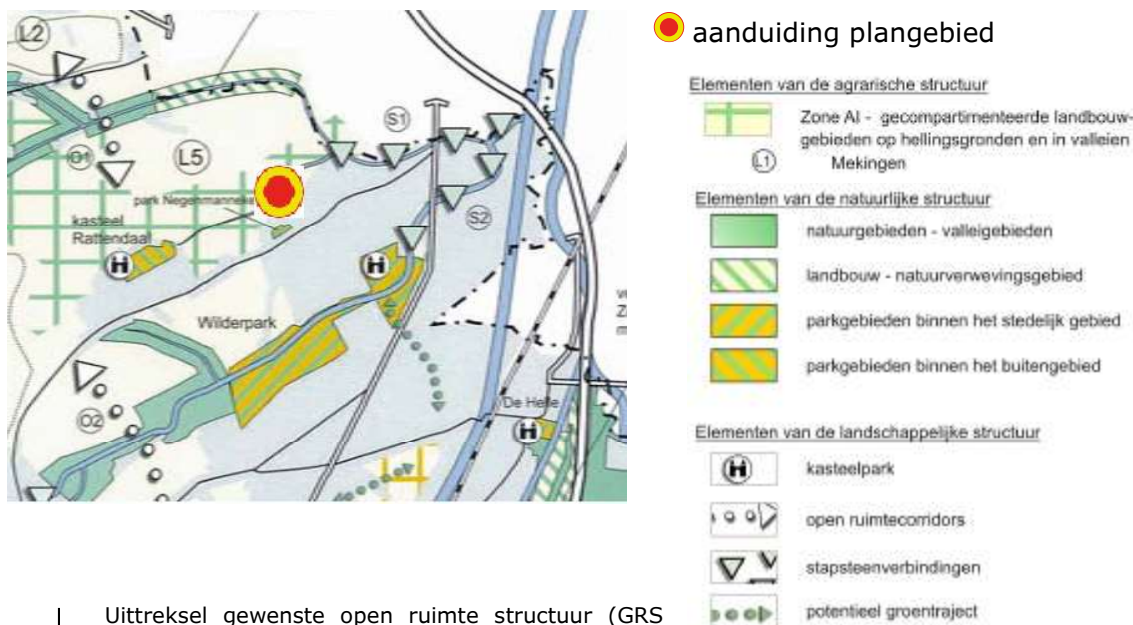 L2
O1
L5
S1
park Negenmanneke
kasteel
Rattendaal
S2
Wilderpark
O2
De Helle
aanduiding plangebied
Elementen van de agrarische structuur
Zone AI - gecompartimenteerde landbouw-
gebieden op hellingsgronden en in valleien
L1 Mekingen
Elementen van de natuurlijke structuur
natuurgebieden - valleigebieden
landbouw - natuurverwevingsgebied
parkgebieden binnen het stedelijk gebied
parkgebieden binnen het buitengebied
Elementen van de landschappelijke structuur
kasteelpark
open ruimtecorridors
stapsteenverbindingen
potentieel groentraject
Uittreksel gewenste open ruimte structuur (GRS